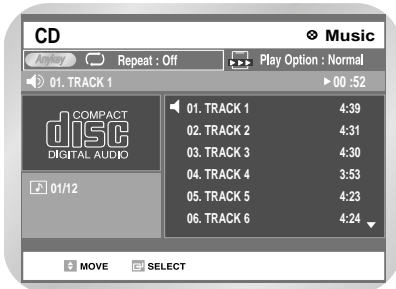 CD Music
Anykey Repeat : Off Play Option : Normal
01. TRACK 1 00 :52
COMPACT
disc
DIGITAL AUDIO
01/12
01. TRACK 1 4:39
02. TRACK 2 4:31
03. TRACK 3 4:30
04. TRACK 4 3:53
05. TRACK 5 4:23
06. TRACK 6 4:24
MOVE SELECT